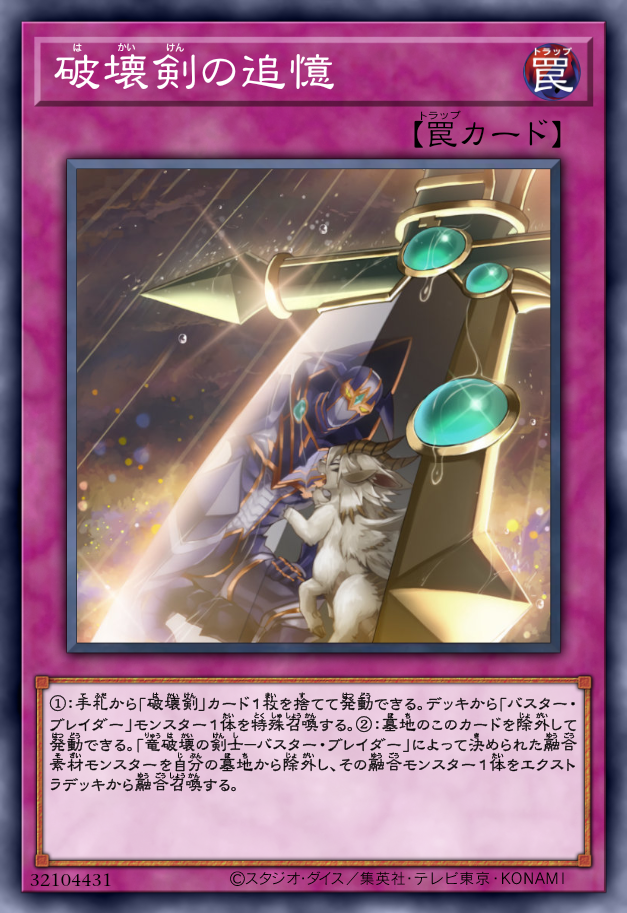 破壊剣の追憶
罠
【罠カード】
①：手札から「破壊剣」カード１枚を捨てて発動できる。デッキから「バスター・
ブレイダー」モンスター１体を特殊召喚する。②：墓地のこのカードを除外して
発動できる。「竜破壊の剣士－バスター・ブレイダー」によって決められた融合
素材モンスターを自分の墓地から除外し、その融合モンスター１体をエクスト
ラデッキから融合召喚する。
32104431
©スタジオ・ダイス／集英社・テレビ東京・KONAMI